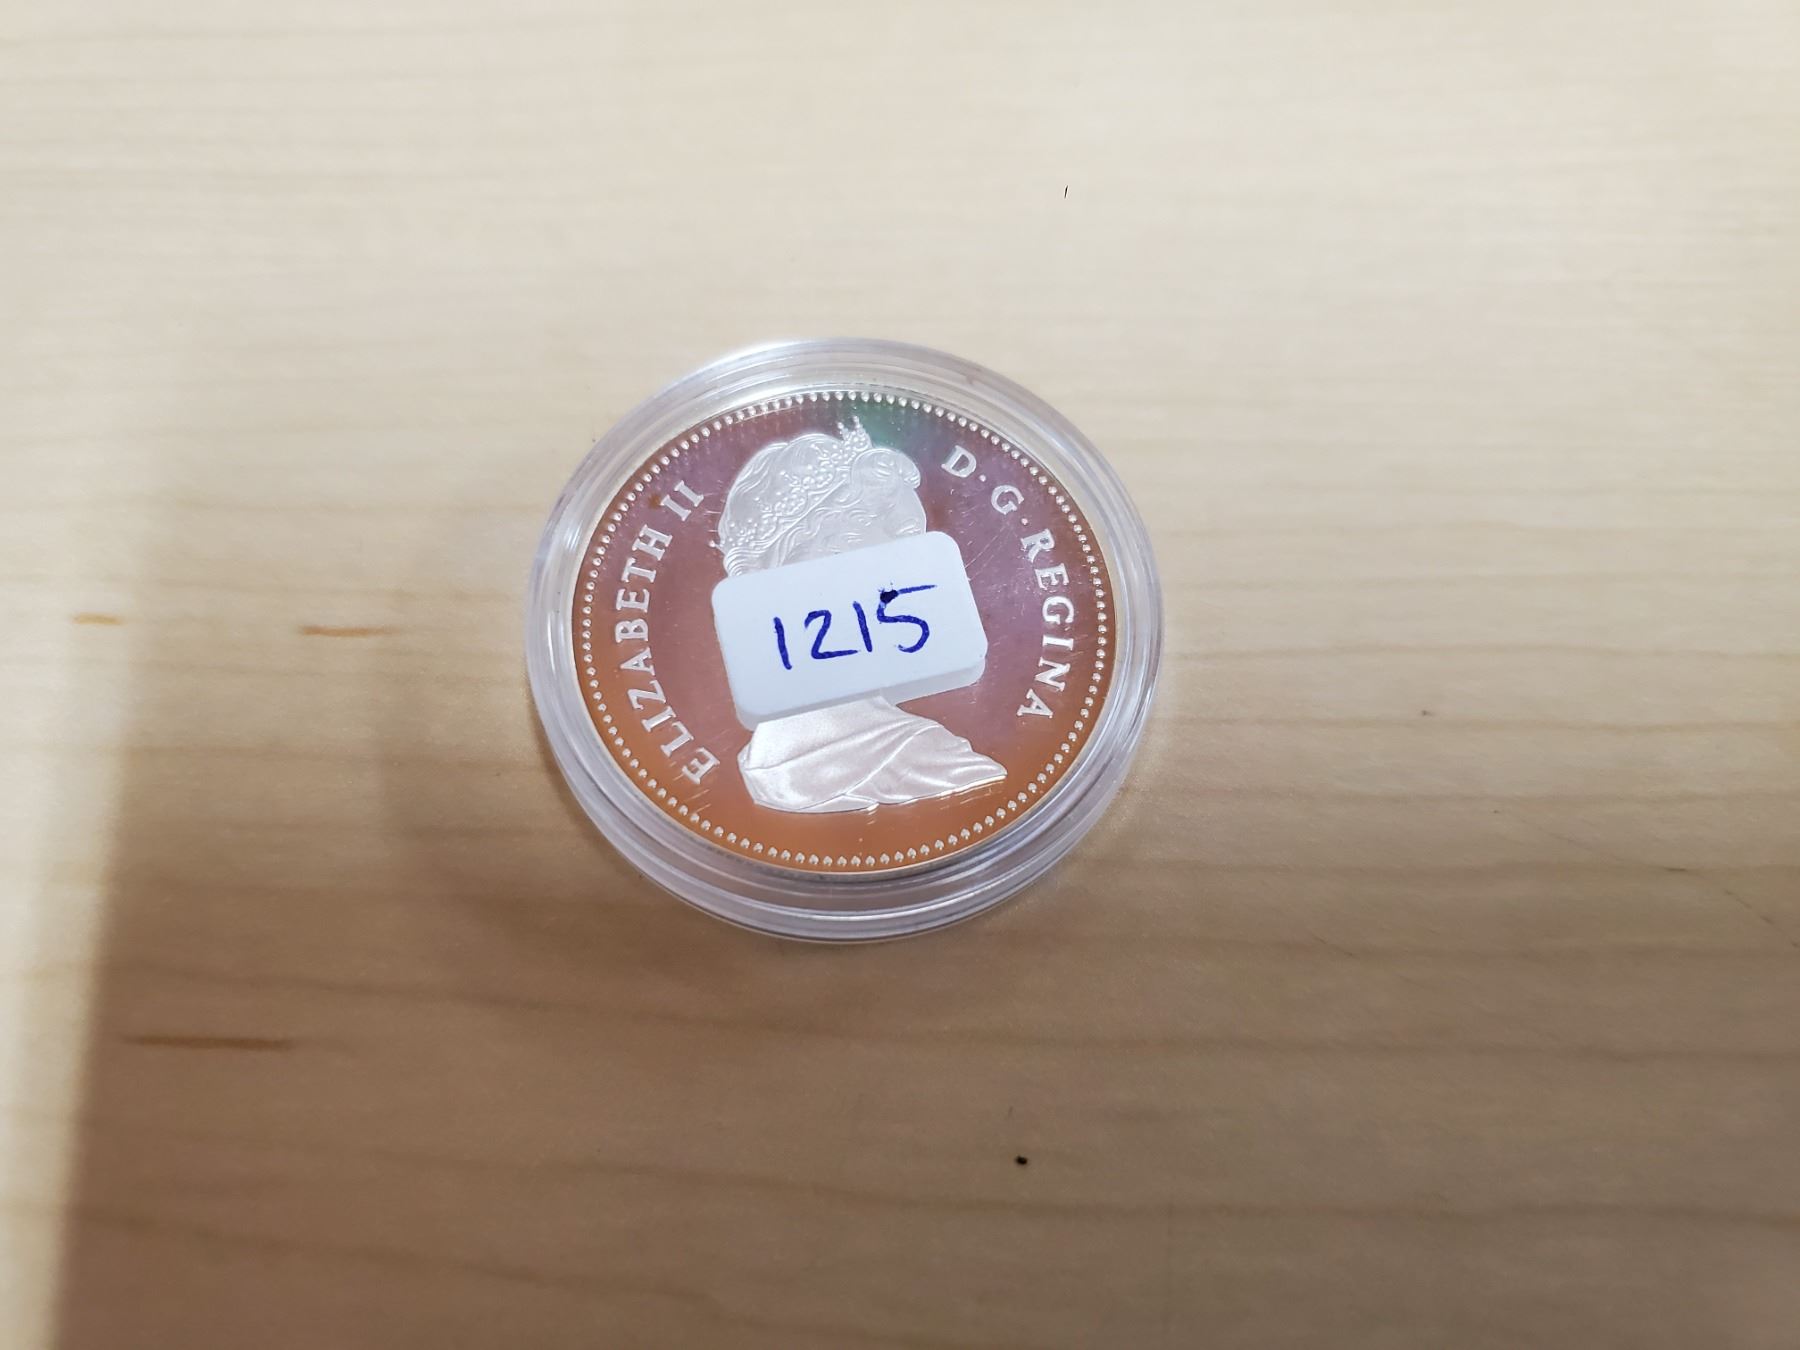 ELIZABETH II
D·G·REGINA
1215